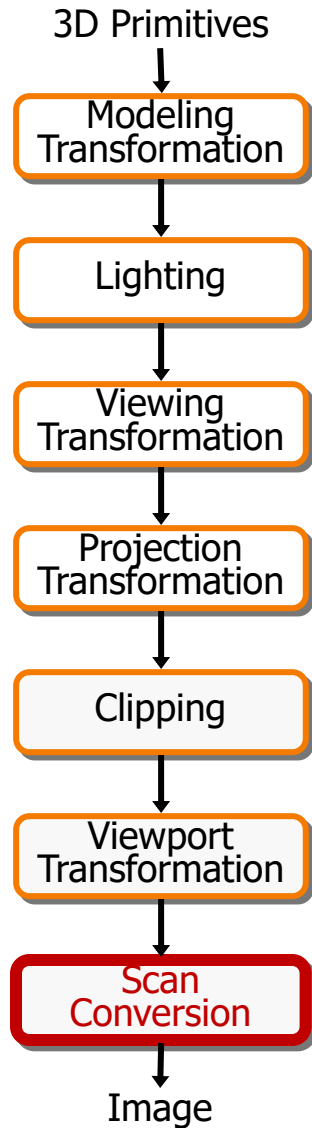 3D Primitives
Modeling
Transformation
Lighting
Viewing
Transformation
Projection
Transformation
Clipping
Viewport
Transformation
Scan
Conversion
Image